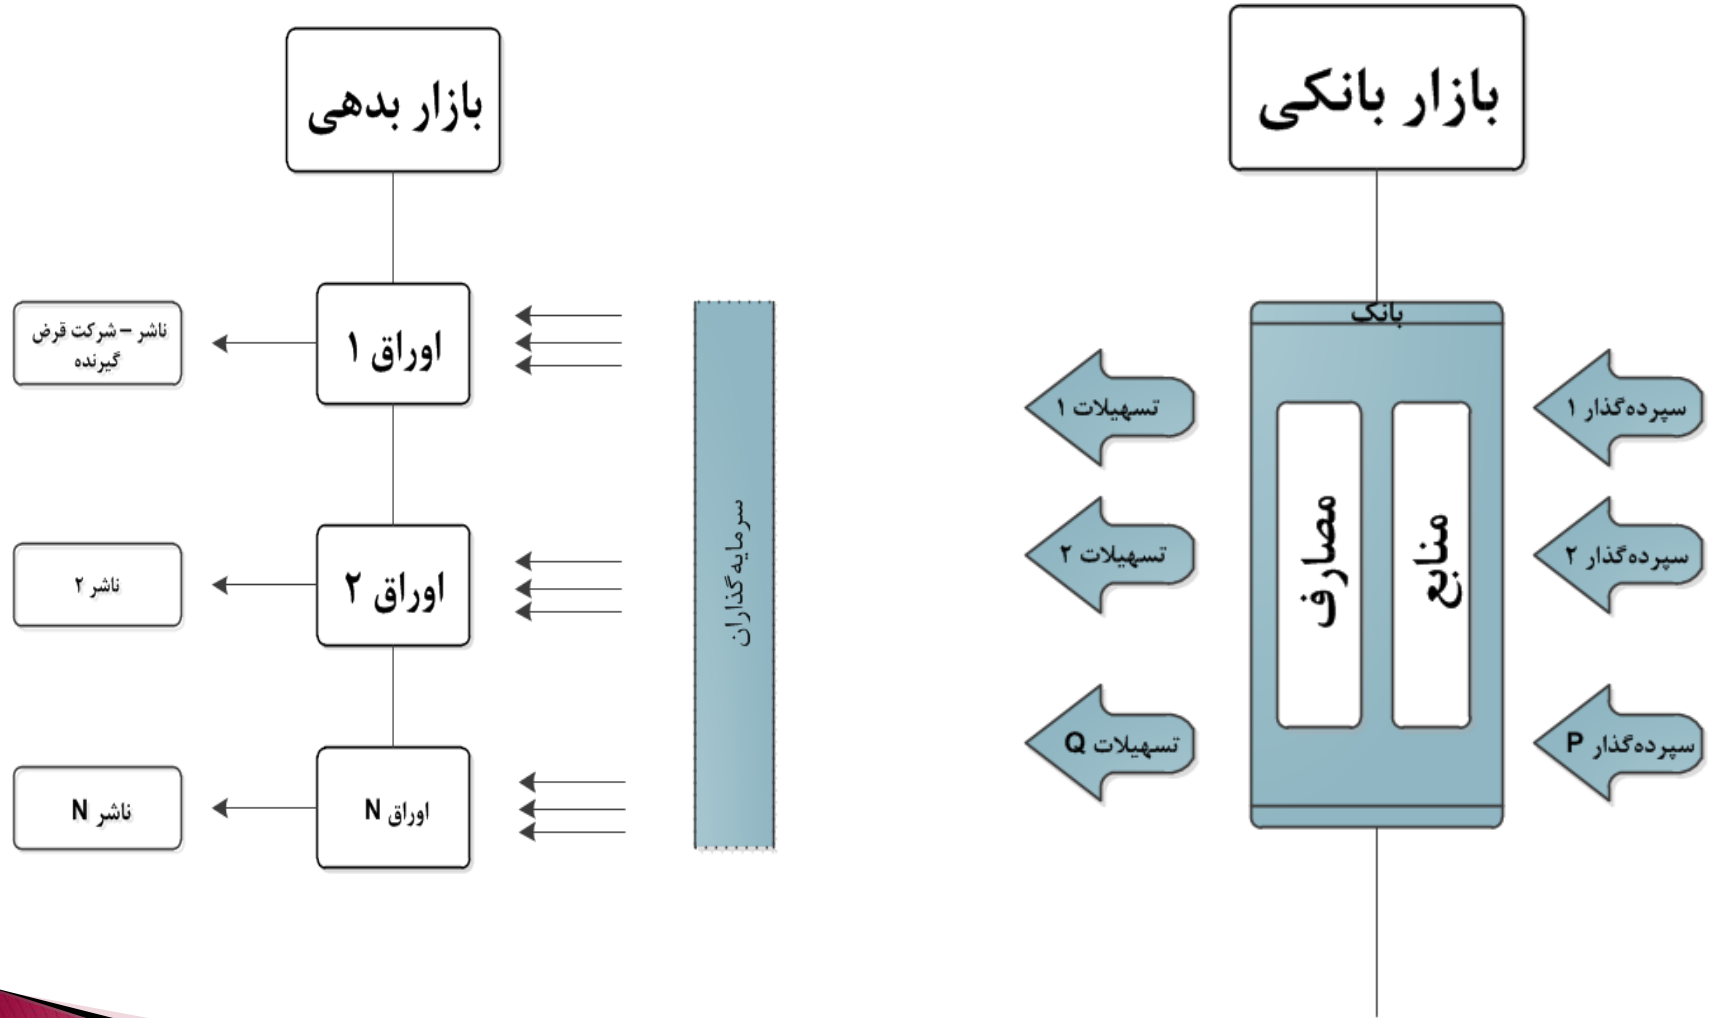 بازار بانکی
بانک
سپرده‌گذار ۱
سپرده‌گذار ۲
سپرده‌گذار P
منابع
مصارف
تسهیلات ۱
تسهیلات ۲
تسهیلات Q
بازار بدهی
سرمایه‌گذاران
اوراق ۱
ناشر – شرکت قرض
گیرنده
اوراق ۲
ناشر ۲
اوراق N
ناشر N